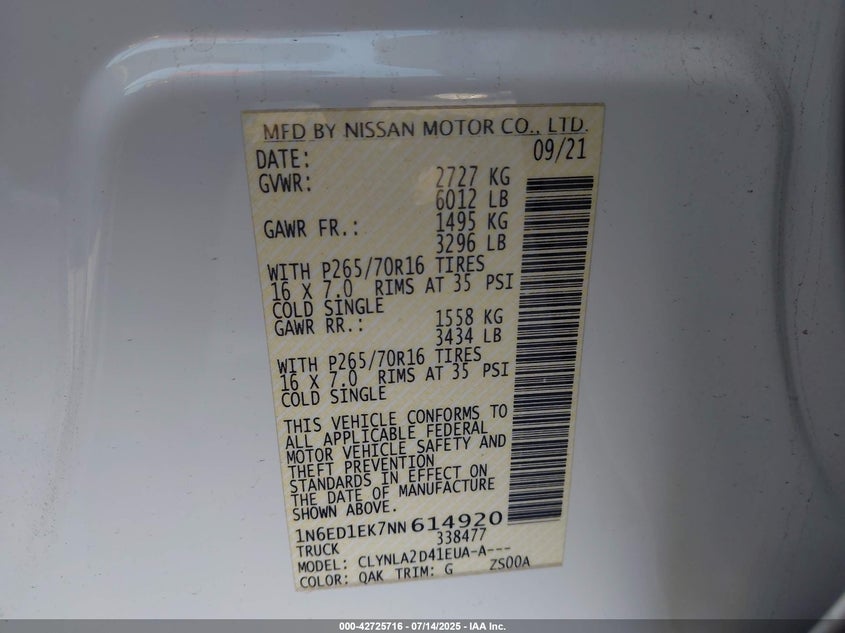 MFD BY NISSAN MOTOR CO., LTD.
DATE: 09/21
GVWR: 2727 KG
6012 LB
GAWR FR.: 1495 KG
3296 LB
WITH P265/70R16 TIRES
16 X 7.0 RIMS AT 35 PSI
COLD SINGLE
GAWR RR.: 1558 KG
3434 LB
WITH P265/70R16 TIRES
16 X 7.0 RIMS AT 35 PSI
COLD SINGLE
THIS VEHICLE CONFORMS TO
ALL APPLICABLE FEDERAL
MOTOR VEHICLE SAFETY AND
THEFT PREVENTION
STANDARDS IN EFFECT ON
THE DATE OF MANUFACTURE
SHOWN ABOVE.
1N6ED1EK7NN614920
TRUCK 338477
MODEL: CLYNLA2D41EUA-A---
COLOR: QAK TRIM: G ZS00A
000-42725716 - 07/14/2025 - IAA Inc.